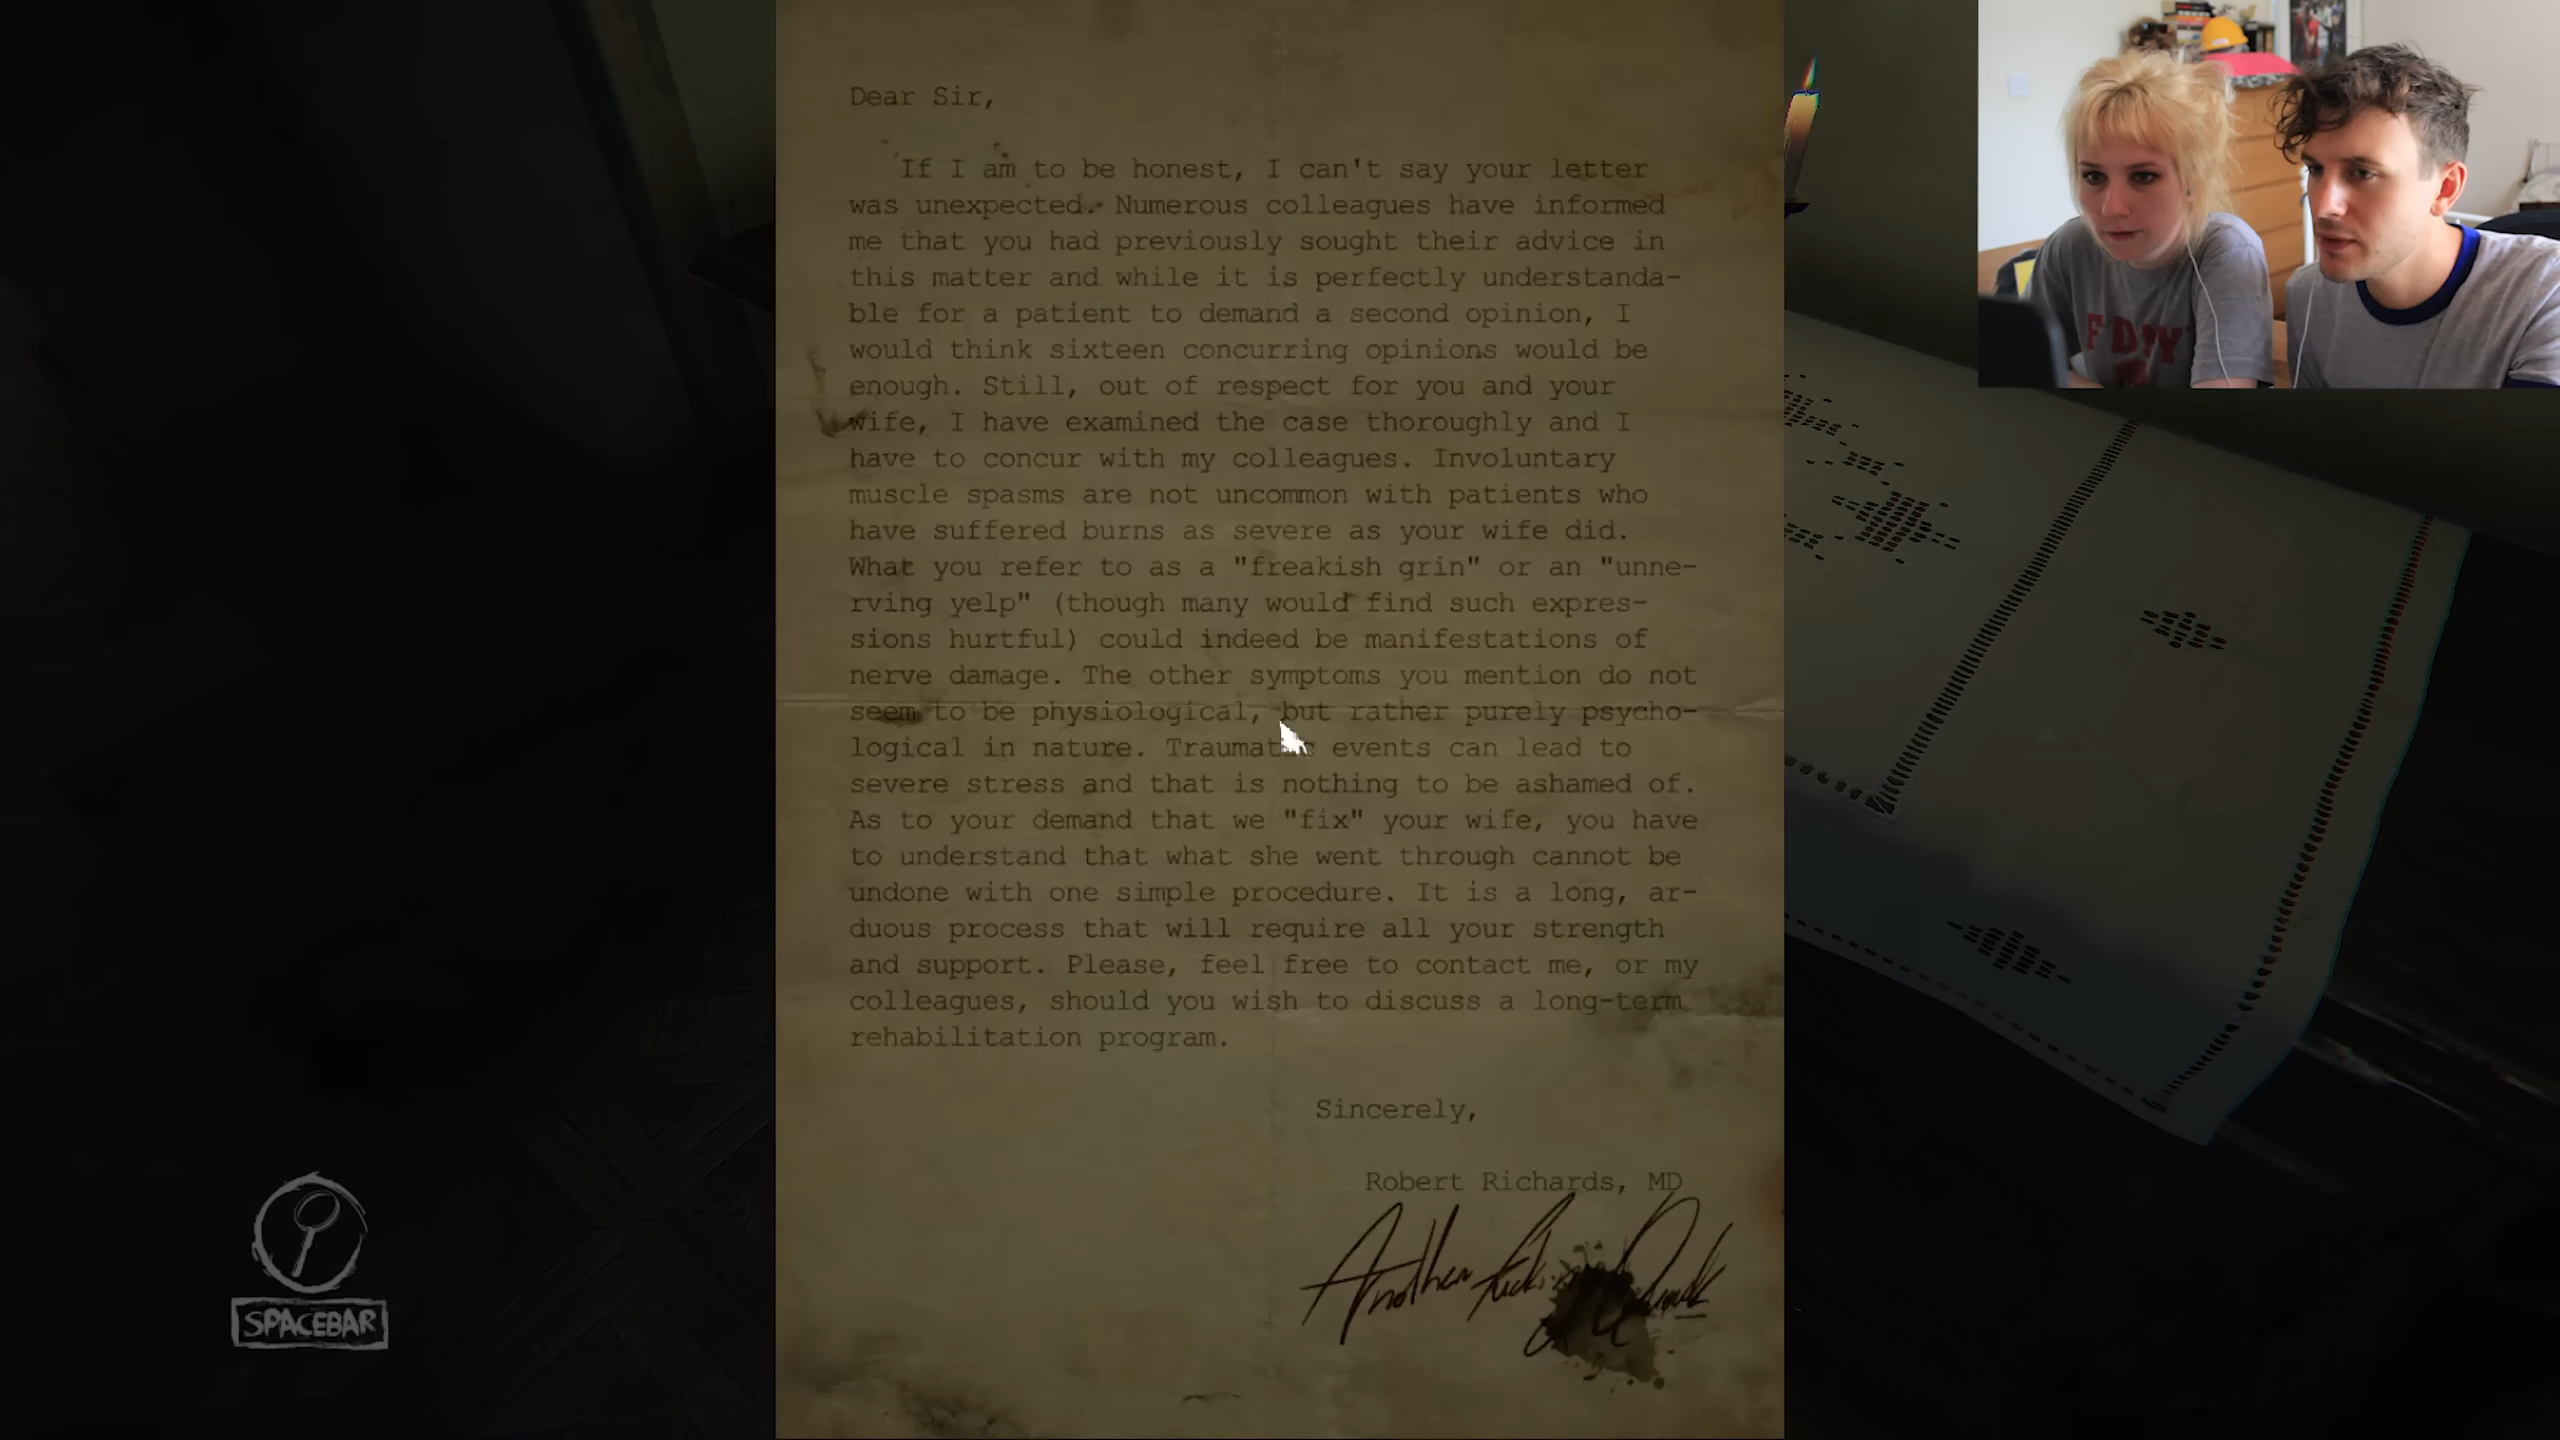 Dear Sir,
If I am to be honest, I can't say your letter
was unexpected. Numerous colleagues have informed
me that you had previously sought their advice in
this matter and while it is perfectly understanda-
ble for a patient to demand a second opinion, I
would think sixteen concurring opinions would be
enough. Still, out of respect for you and your
wife, I have examined the case thoroughly and I
have to concur with my colleagues. Involuntary
muscle spasms are not uncommon with patients who
have suffered burns as severe as your wife did.
What you refer to as a "freakish grin" or an "unne-
rving yelp" (though many would find such expres-
sions hurtful) could indeed be manifestations of
nerve damage. The other symptoms you mention do not
seem to be physiological, but rather purely psycho-
logical in nature. Traumatic events can lead to
severe stress and that is nothing to be ashamed of.
As to your demand that we "fix" your wife, you have
to understand that what she went through cannot be
undone with one simple procedure. It is a long, ar-
duous process that will require all your strength
and support. Please, feel free to contact me, or my
colleagues, should you wish to discuss a long-term
rehabilitation program.
Sincerely,
Robert Richards, MD
Another
SPACEBAR
FDNY